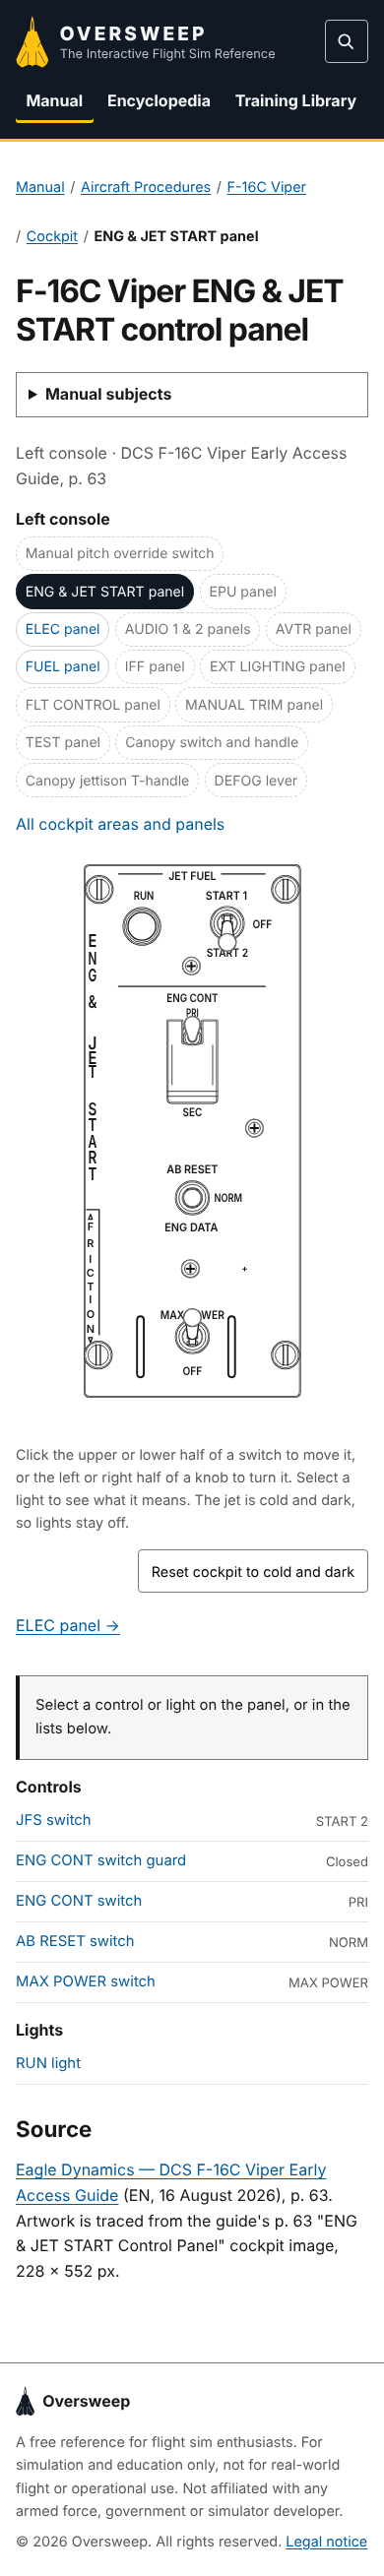 OVERSWEEP
The Interactive Flight Sim Reference
Manual Encyclopedia Training Library
Manual / Aircraft Procedures / F-16C Viper
/ Cockpit / ENG & JET START panel
F-16C Viper ENG & JET
START control panel
Manual subjects
Left console · DCS F-16C Viper Early Access
Guide, p. 63
Left console
Manual pitch override switch
ENG & JET START panel EPU panel
ELEC panel AUDIO 1 & 2 panels AVTR panel
FUEL panel IFF panel EXT LIGHTING panel
FLT CONTROL panel MANUAL TRIM panel
TEST panel Canopy switch and handle
Canopy jettison T-handle DEFOG lever
All cockpit areas and panels
JET FUEL
RUN START 1
OFF
START 2
ENG & JET START
ENG CONT
PRI
SEC
AB RESET
NORM
ENG DATA
FRICTION
MAX WER
OFF
Click the upper or lower half of a switch to move it,
or the left or right half of a knob to turn it. Select a
light to see what it means. The jet is cold and dark,
so lights stay off.
Reset cockpit to cold and dark
ELEC panel →
Select a control or light on the panel, or in the
lists below.
Controls
JFS switch START 2
ENG CONT switch guard Closed
ENG CONT switch PRI
AB RESET switch NORM
MAX POWER switch MAX POWER
Lights
RUN light
Source
Eagle Dynamics — DCS F-16C Viper Early
Access Guide (EN, 16 August 2026), p. 63.
Artwork is traced from the guide's p. 63 "ENG
& JET START Control Panel" cockpit image,
228 × 552 px.
Oversweep
A free reference for flight sim enthusiasts. For
simulation and education only, not for real-world
flight or operational use. Not affiliated with any
armed force, government or simulator developer.
© 2026 Oversweep. All rights reserved. Legal notice